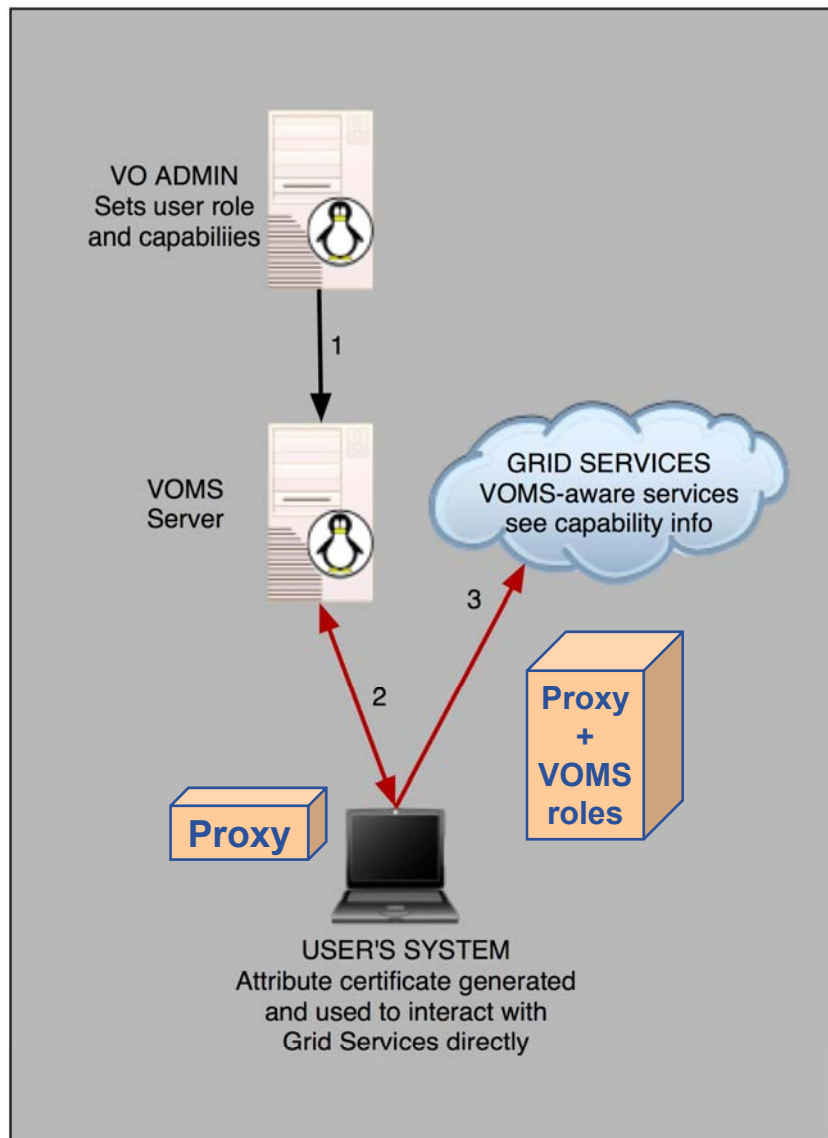 VO ADMIN
Sets user role
and capabiliies
1
VOMS
Server
GRID SERVICES
VOMS-aware services
see capability info
3
2
Proxy
+
VOMS
roles
Proxy
USER'S SYSTEM
Attribute certificate generated
and used to interact with
Grid Services directly